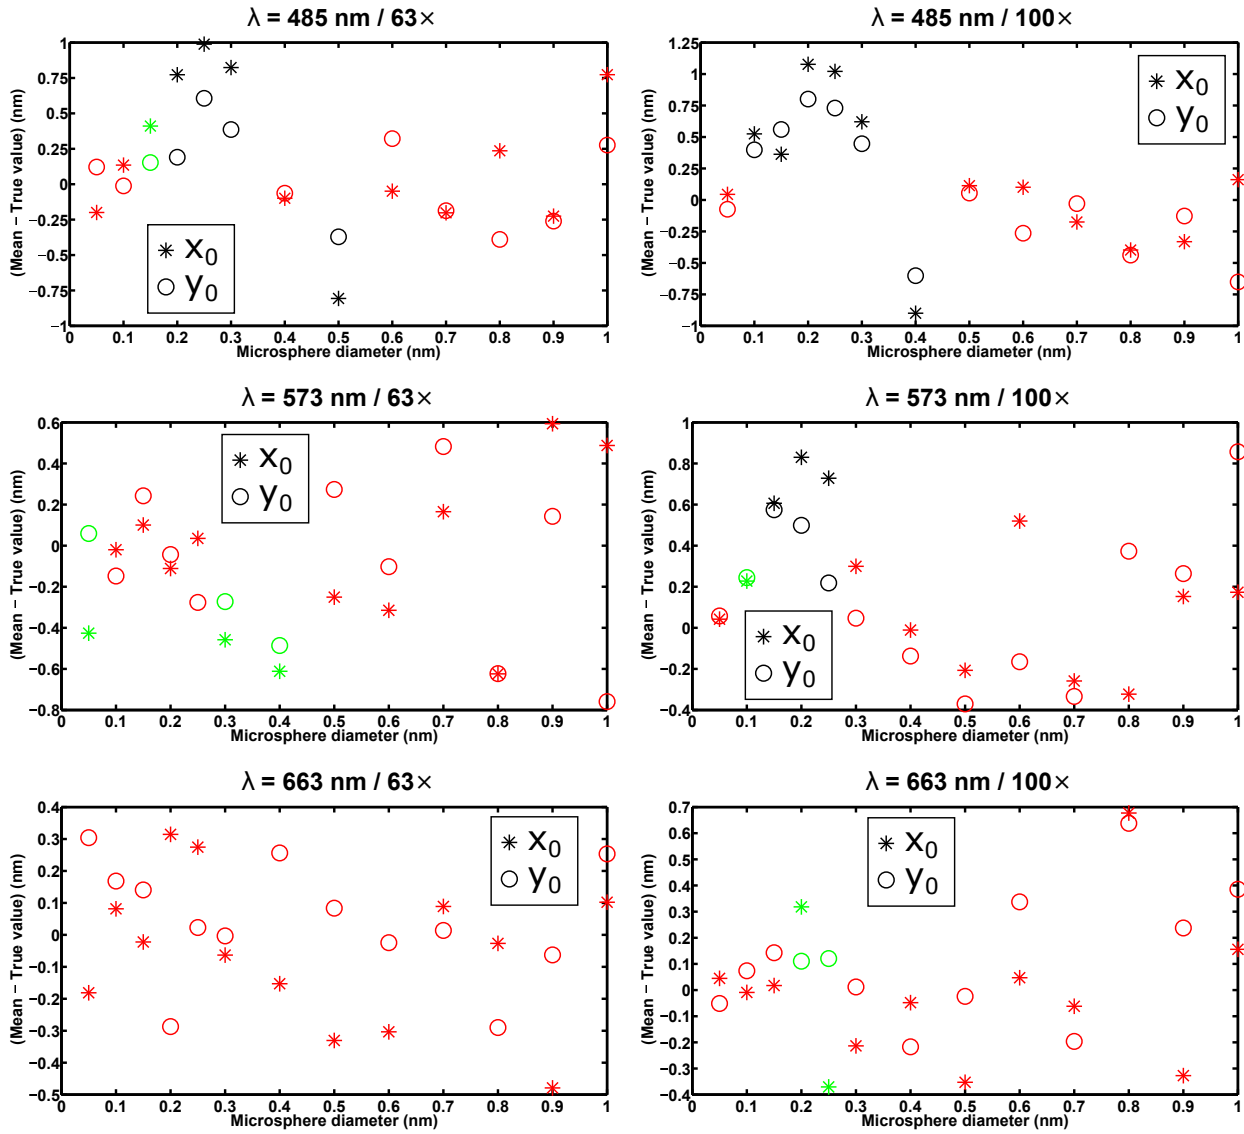 λ = 485 nm / 63×
(Mean − True value) (nm)
1
0.75
0.5
0.25
0
−0.25
−0.5
−0.75
−1
x0
y0
0 0.1 0.2 0.3 0.4 0.5 0.6 0.7 0.8 0.9 1
Microsphere diameter (nm)
λ = 485 nm / 100×
(Mean − True value) (nm)
1.25
1
0.75
0.5
0.25
0
−0.25
−0.5
−0.75
−1
x0
y0
0 0.1 0.2 0.3 0.4 0.5 0.6 0.7 0.8 0.9 1
Microsphere diameter (nm)
λ = 573 nm / 63×
(Mean − True value) (nm)
0.6
0.4
0.2
0
−0.2
−0.4
−0.6
−0.8
x0
y0
0 0.1 0.2 0.3 0.4 0.5 0.6 0.7 0.8 0.9 1
Microsphere diameter (nm)
λ = 573 nm / 100×
(Mean − True value) (nm)
1
0.8
0.6
0.4
0.2
0
−0.2
−0.4
x0
y0
0 0.1 0.2 0.3 0.4 0.5 0.6 0.7 0.8 0.9 1
Microsphere diameter (nm)
λ = 663 nm / 63×
(Mean − True value) (nm)
0.4
0.3
0.2
0.1
0
−0.1
−0.2
−0.3
−0.4
−0.5
x0
y0
0 0.1 0.2 0.3 0.4 0.5 0.6 0.7 0.8 0.9 1
Microsphere diameter (nm)
λ = 663 nm / 100×
(Mean − True value) (nm)
0.7
0.6
0.5
0.4
0.3
0.2
0.1
0
−0.1
−0.2
−0.3
−0.4
x0
y0
0 0.1 0.2 0.3 0.4 0.5 0.6 0.7 0.8 0.9 1
Microsphere diameter (nm)